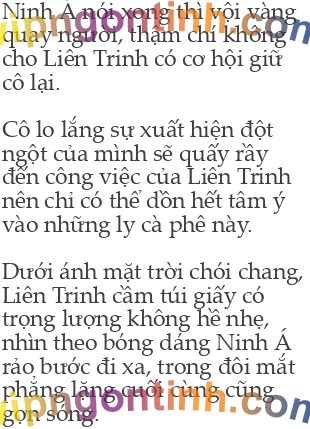 Ninh Á nói xong thì vội vàng
quay người, thậm chí không
cho Liên Trinh có cơ hội giữ
cô lại.
Cô lo lắng sự xuất hiện đột
ngột của mình sẽ quấy rầy
đến công việc của Liên Trinh
nên chỉ có thể dồn hết tâm ý
vào những ly cà phê này.
Dưới ánh mặt trời chói chang,
Liên Trinh cầm túi giấy có
trọng lượng không hề nhẹ,
nhìn theo bóng dáng Ninh Á
rảo bước đi xa, trong đôi mắt
phẳng lặng cuối cùng cũng
gợn sóng.
vipngontinh.com
vipngontinh.com